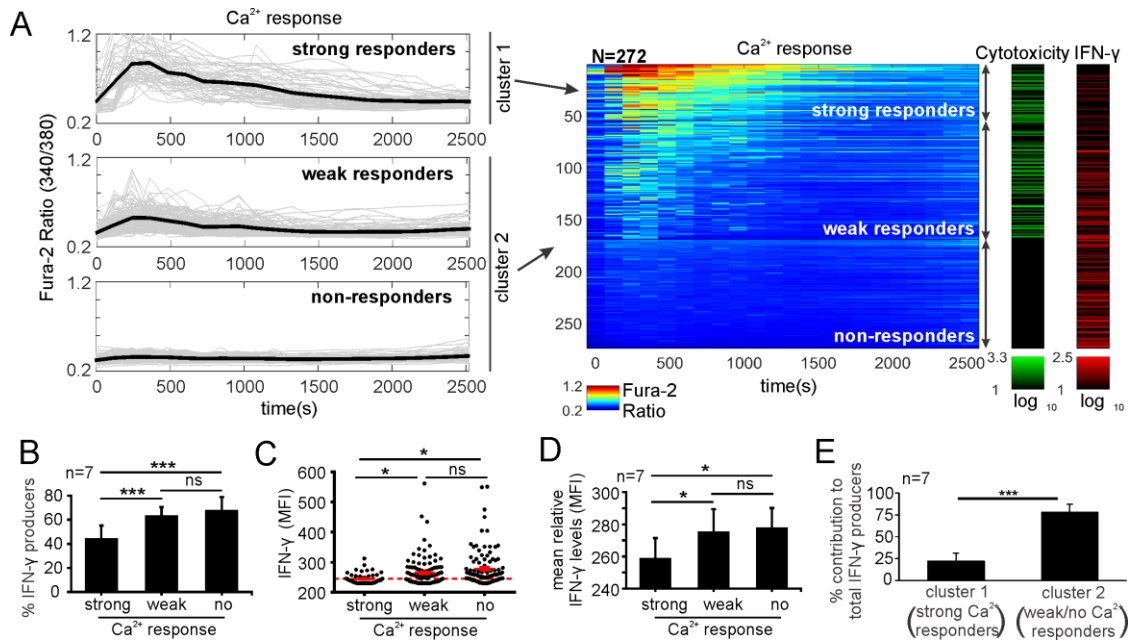 A
Ca²⁺ response
Fura-2 Ratio (340/380)
1.2
strong responders
0.2
0 500 1000 1500 2000 2500
cluster 1
1.2
weak responders
0.2
0 500 1000 1500 2000 2500
1.2
non-responders
0.2
0 500 1000 1500 2000 2500
time(s)
cluster 2
N=272
Ca²⁺ response
Cytotoxicity IFN-γ
50
100
150
200
250
strong responders
weak responders
non-responders
0 500 1000 1500 2000 2500
time(s)
1.2
0.2
Fura-2
Ratio
3.3
1
2.5
1
log 10
B
n=7
***
***
ns
% IFN-γ producers
80
60
40
20
0
strong weak no
Ca²⁺ response
C
*
*
ns
IFN-γ (MFI)
600
500
400
300
200
strong weak no
Ca²⁺ response
D
n=7
*
*
ns
mean relative
IFN-γ levels (MFI)
300
280
260
240
strong weak no
Ca²⁺ response
E
n=7
***
% contribution to
total IFN-γ producers
100
75
50
25
0
cluster 1
(strong Ca²⁺
responders)
cluster 2
(weak/no Ca²⁺
responders)